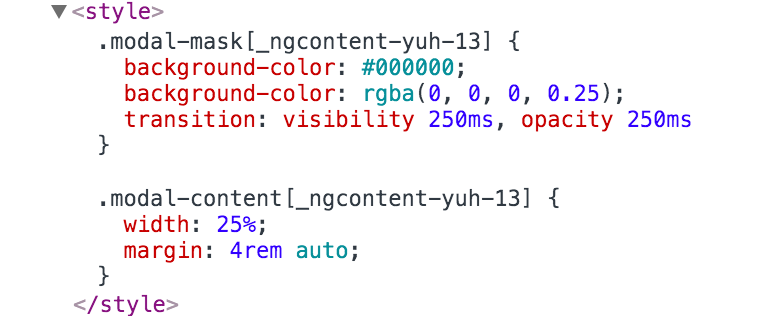 ▼<style>
.modal-mask[_ngcontent-yuh-13] {
background-color: #000000;
background-color: rgba(0, 0, 0, 0.25);
transition: visibility 250ms, opacity 250ms
}
.modal-content[_ngcontent-yuh-13] {
width: 25%;
margin: 4rem auto;
}
</style>